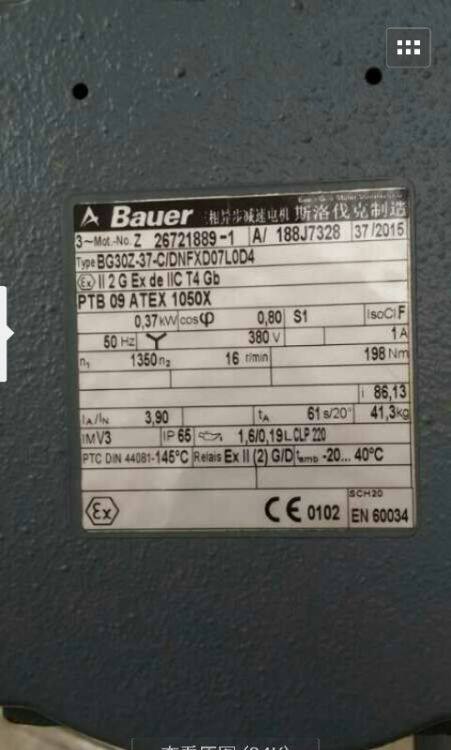 Bauer 三相异步减速电机 斯洛伐克制造
3~Mot.-No. Z 26721889-1 A/ 188J7328 37/2015
Type BG30Z-37-C/DNFXD07L0D4
Ex II 2 G Ex de IIC T4 Gb
PTB 09 ATEX 1050X
0,37 kW cosφ 0,80 S1 IsoCl F
50 Hz Y 380 V 1 A
n1 1350 n2 16 r/min 198 Nm
i 86,13
IA/IN 3,90 tA 61 s/20° 41,3kg
IM V3 IP 65 1,6/0,19 L CLP 220
PTC DIN 44081-145°C Relais Ex II (2) G/D tamb -20... 40°C
SCH20
Ex CE 0102 EN 60034